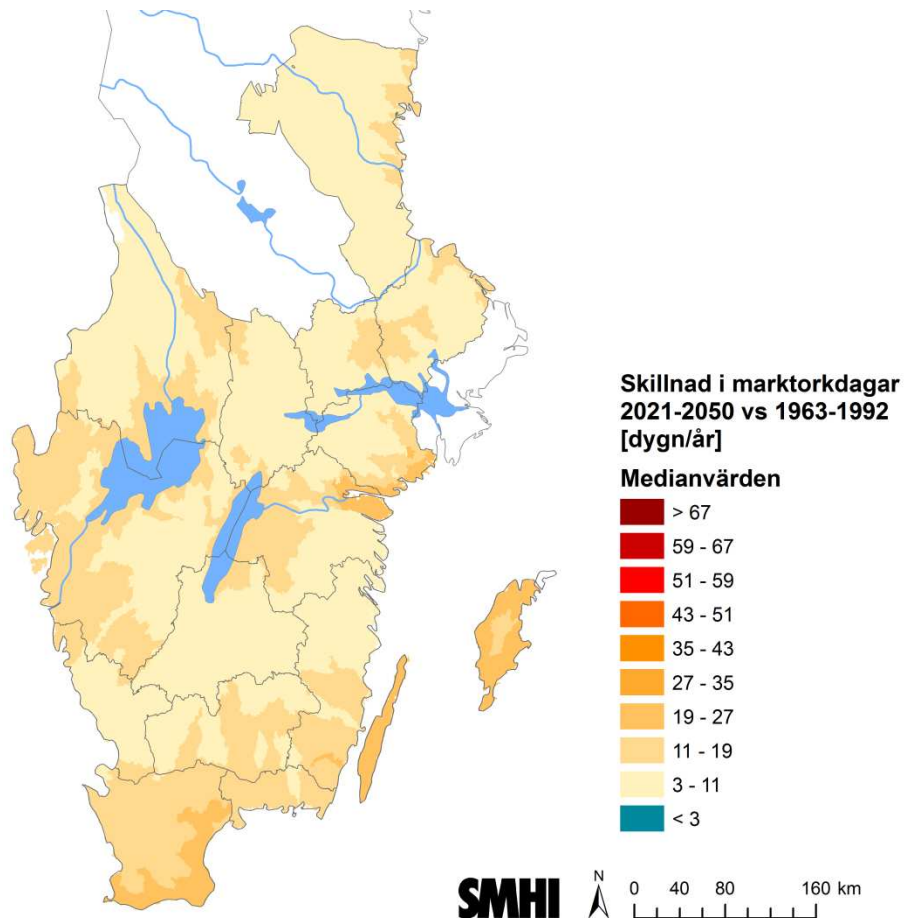 Skillnad i marktorkdagar
2021-2050 vs 1963-1992
[dygn/år]
Medianvärden
> 67
59 - 67
51 - 59
43 - 51
35 - 43
27 - 35
19 - 27
11 - 19
3 - 11
< 3
SMHI
N
0 40 80 160 km